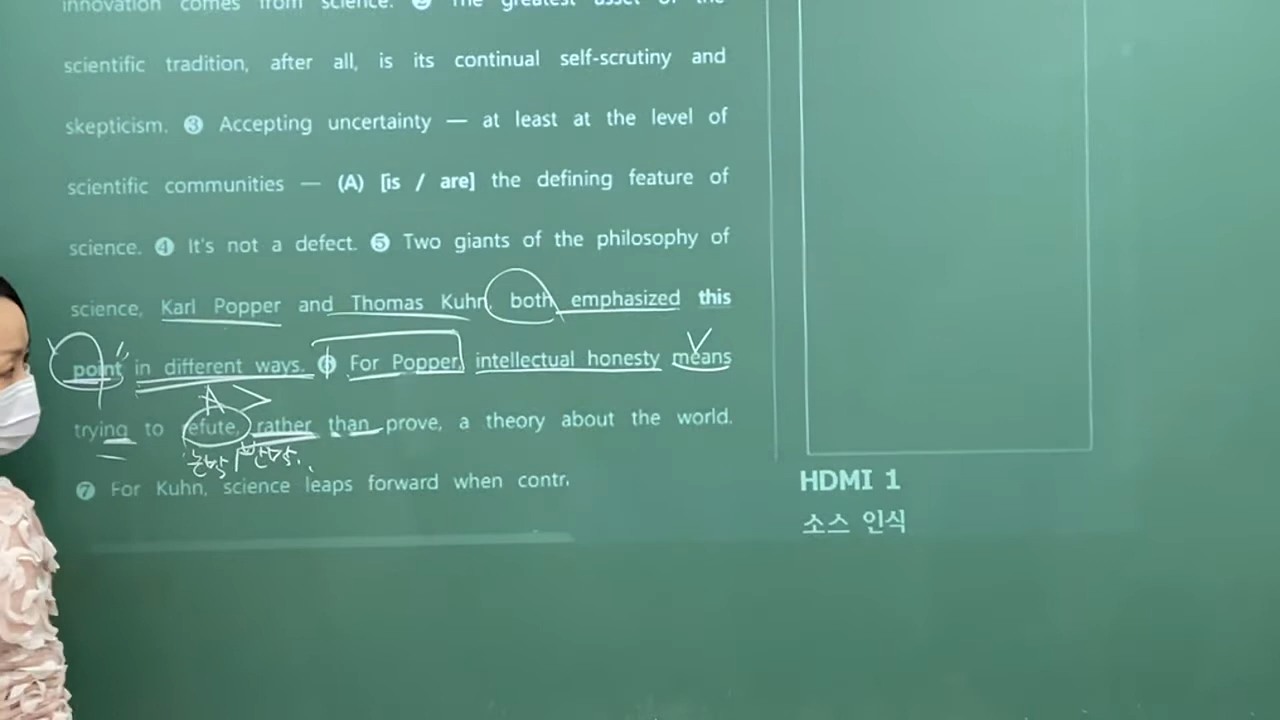 innovation comes from science. ❷ The greatest asset of the
scientific tradition, after all, is its continual self-scrutiny and
skepticism. ❸ Accepting uncertainty — at least at the level of
scientific communities — (A) [is / are] the defining feature of
science. ❹ It's not a defect. ❺ Two giants of the philosophy of
science, Karl Popper and Thomas Kuhn, both emphasized this
V
point in different ways. ❻ For Popper, intellectual honesty means
A >
trying to refute, rather than prove, a theory about the world.
❼ For Kuhn, science leaps forward when contr
HDMI 1
소스 인식